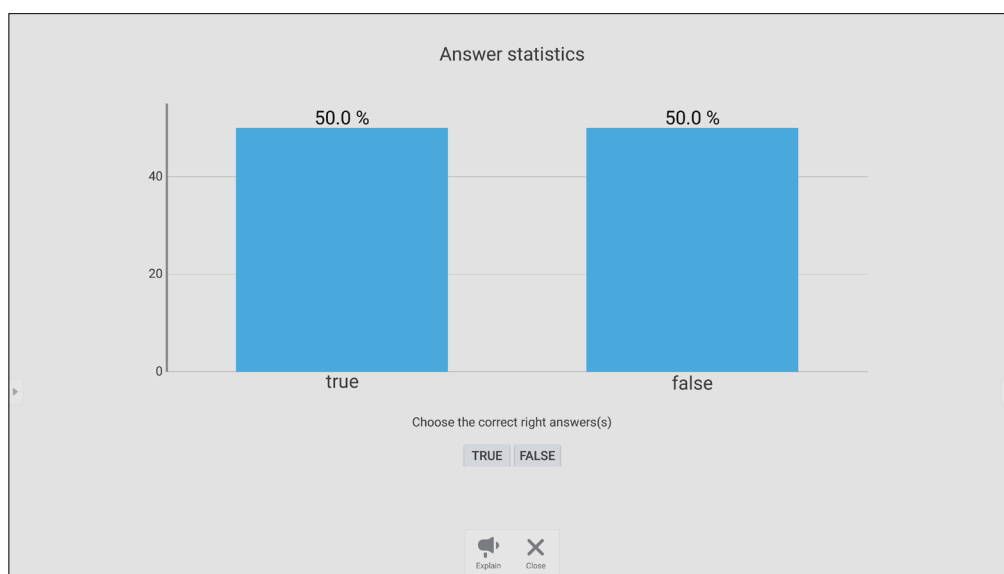 Answer statistics
50.0 % 50.0 %
40
20
0
true false
Choose the correct right answers(s)
TRUE FALSE
Explain Close